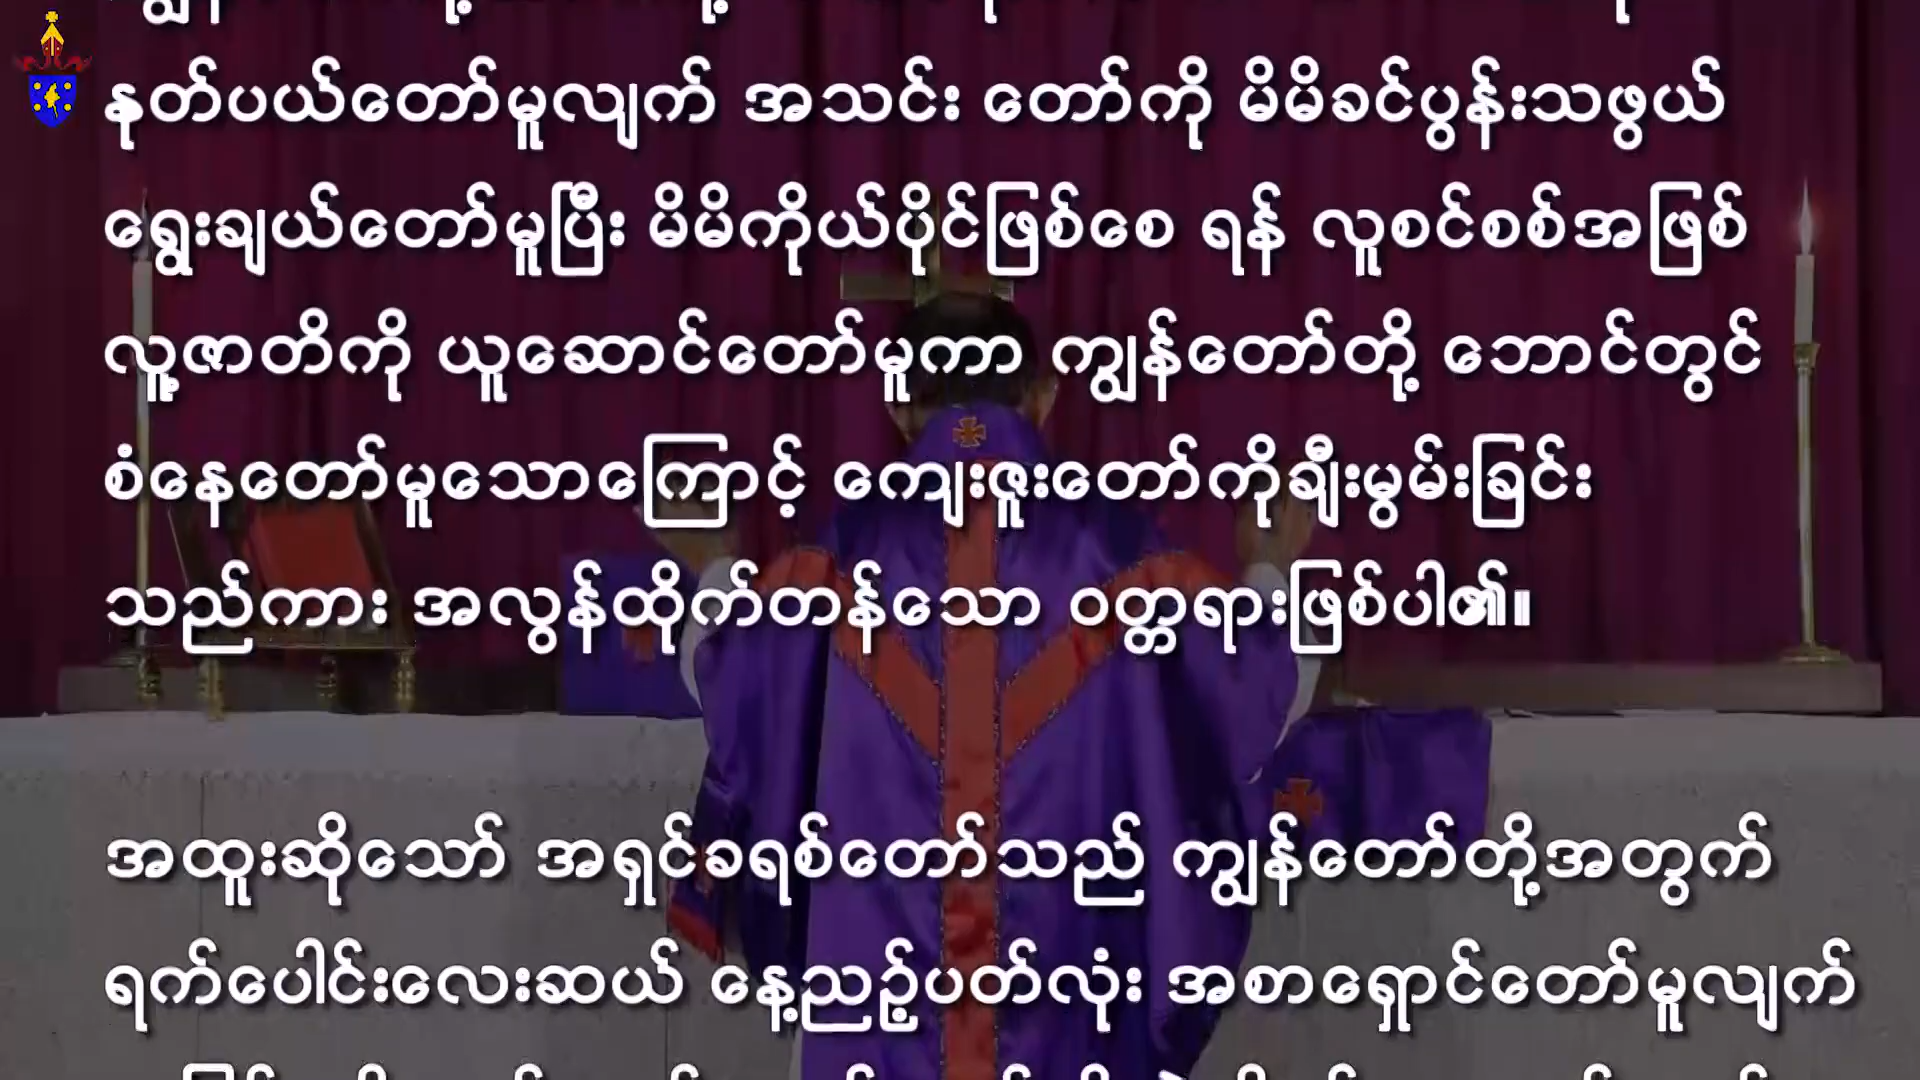 နုတ်ပယ်တော်မူလျက် အသင်း တော်ကို မိမိခင်ပွန်းသဖွယ်
ရွေးချယ်တော်မူပြီး မိမိကိုယ်ပိုင်ဖြစ်စေ ရန် လူစင်စစ်အဖြစ်
လူ့ဇာတိကို ယူဆောင်တော်မူကာ ကျွန်တော်တို့ ဘောင်တွင်
စံနေတော်မူသောကြောင့် ကျေးဇူးတော်ကိုချီးမွမ်းခြင်း
သည်ကား အလွန်ထိုက်တန်သော ဝတ္တရားဖြစ်ပါ၏။
အထူးဆိုသော် အရှင်ခရစ်တော်သည် ကျွန်တော်တို့အတွက်
ရက်ပေါင်းလေးဆယ် နေ့ညဉ့်ပတ်လုံး အစာရှောင်တော်မူလျက်